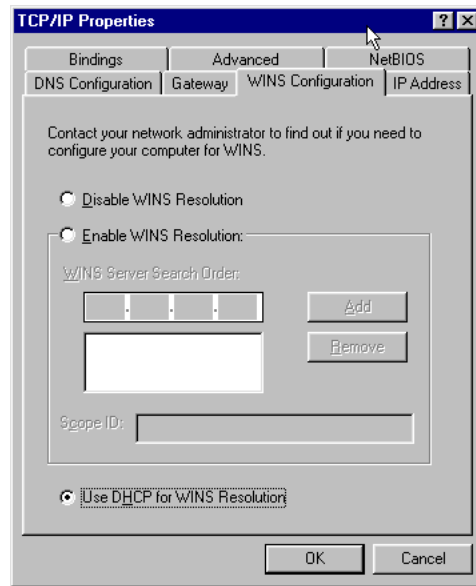 TCP/IP Properties
Bindings Advanced NetBIOS
DNS Configuration Gateway WINS Configuration IP Address
Contact your network administrator to find out if you need to
configure your computer for WINS.
Disable WINS Resolution
Enable WINS Resolution:
WINS Server Search Order:
Add
Remove
Scope ID:
Use DHCP for WINS Resolution
OK Cancel